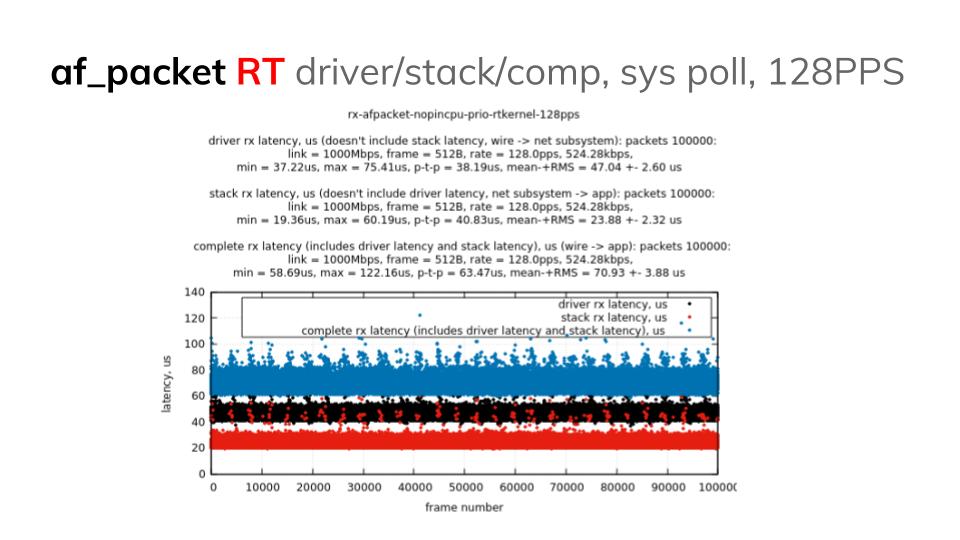 af_packet RT driver/stack/comp, sys poll, 128PPS
rx-afpacket-nopincpu-prio-rtkernel-128pps
driver rx latency, us (doesn't include stack latency, wire -> net subsystem): packets 100000:
link = 1000Mbps, frame = 512B, rate = 128.0pps, 524.28kbps,
min = 37.22us, max = 75.41us, p-t-p = 38.19us, mean-+RMS = 47.04 +- 2.60 us
stack rx latency, us (doesn't include driver latency, net subsystem -> app): packets 100000:
link = 1000Mbps, frame = 512B, rate = 128.0pps, 524.28kbps,
min = 19.36us, max = 60.19us, p-t-p = 40.83us, mean-+RMS = 23.88 +- 2.32 us
complete rx latency (includes driver latency and stack latency), us (wire -> app): packets 100000:
link = 1000Mbps, frame = 512B, rate = 128.0pps, 524.28kbps,
min = 58.69us, max = 122.16us, p-t-p = 63.47us, mean-+RMS = 70.93 +- 3.88 us
driver rx latency, us
stack rx latency, us
complete rx latency (includes driver latency and stack latency), us
140
120
100
80
60
40
20
0
latency, us
0 10000 20000 30000 40000 50000 60000 70000 80000 90000 100000
frame number